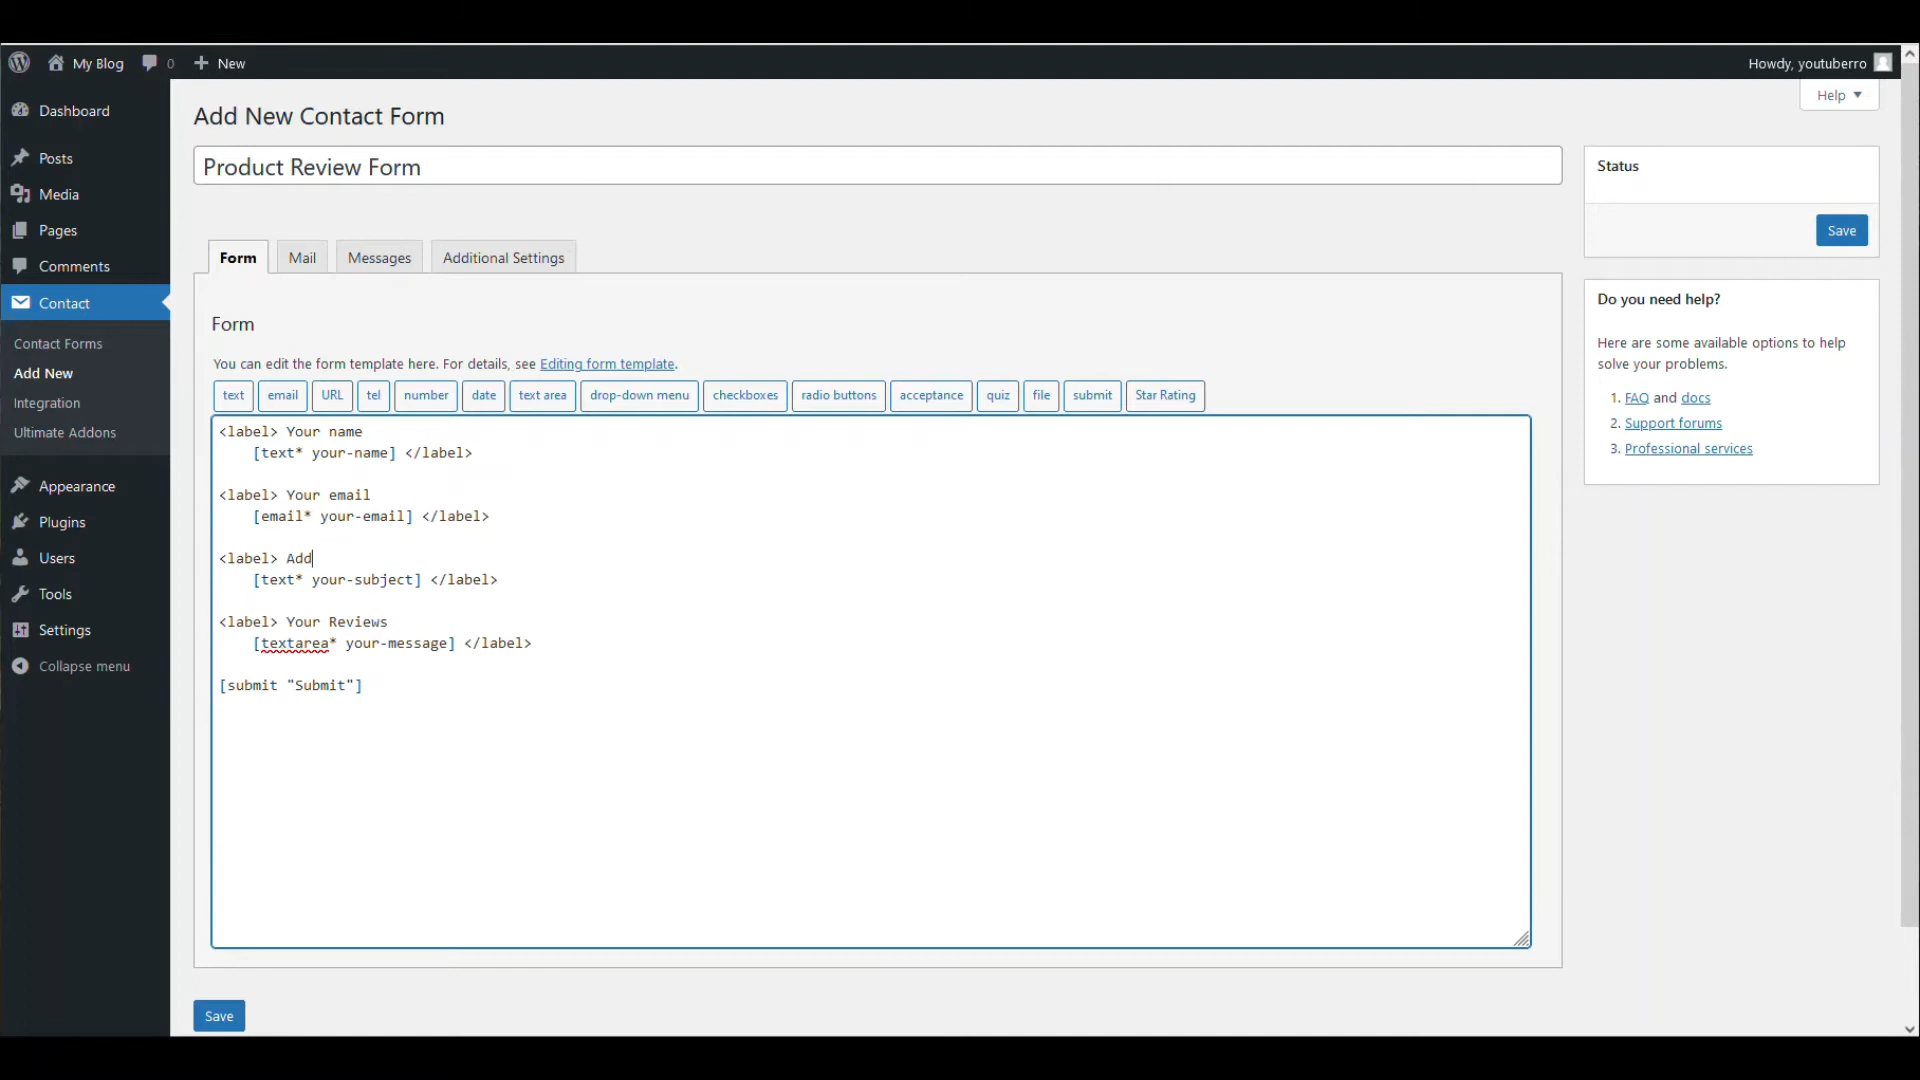 My Blog 0 New Howdy, youtuberro
Dashboard
Posts
Media
Pages
Comments
Contact
Contact Forms
Add New
Integration
Ultimate Addons
Appearance
Plugins
Users
Tools
Settings
Collapse menu
Help
Add New Contact Form
Product Review Form
Form Mail Messages Additional Settings
Form
You can edit the form template here. For details, see Editing form template.
text email URL tel number date text area drop-down menu checkboxes radio buttons acceptance quiz file submit Star Rating
<label> Your name
    [text* your-name] </label>
<label> Your email
    [email* your-email] </label>
<label> Add
    [text* your-subject] </label>
<label> Your Reviews
    [textarea* your-message] </label>
[submit "Submit"]
Save
Status
Save
Do you need help?
Here are some available options to help
solve your problems.
1. FAQ and docs
2. Support forums
3. Professional services